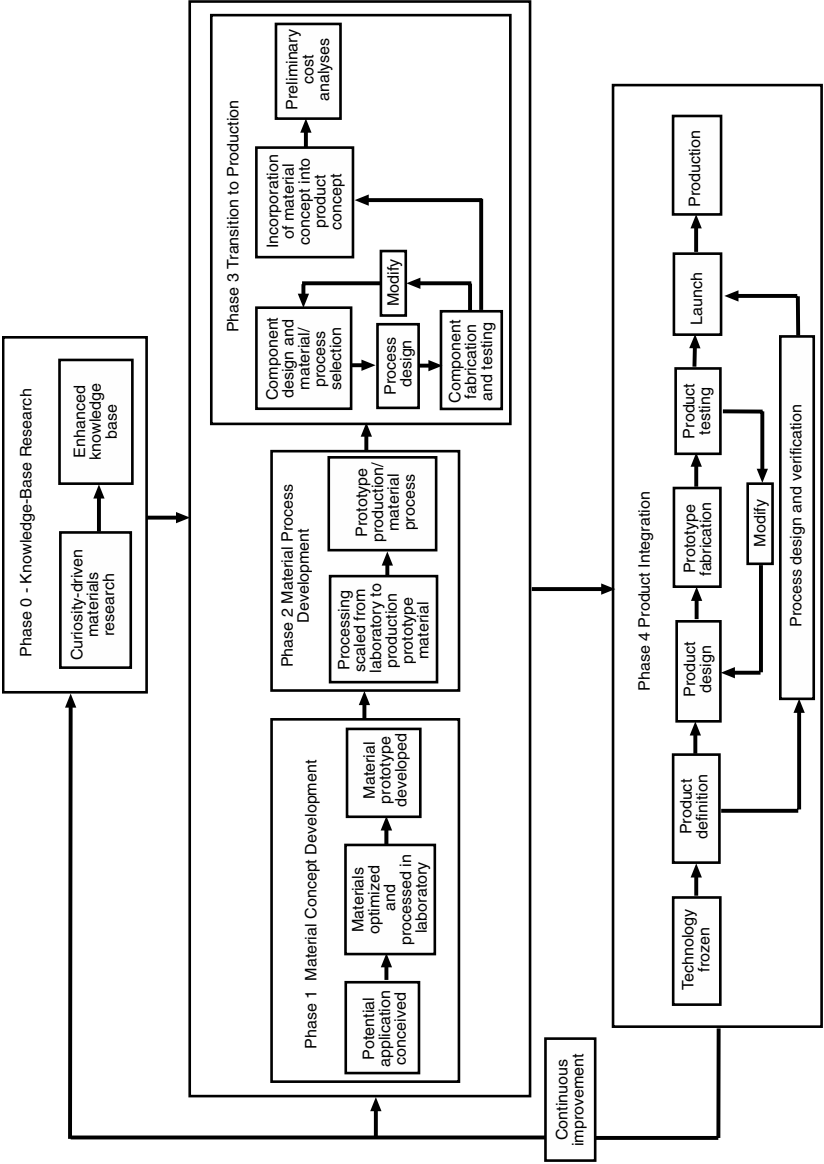 Phase 0 - Knowledge-Base Research
Curiosity-driven
materials
research
Enhanced
knowledge
base
Phase 1 Material Concept Development
Potential
application
conceived
Materials
optimized
and
processed in
laboratory
Material
prototype
developed
Phase 2 Material Process
Development
Processing
scaled from
laboratory to
production
prototype
material
Prototype
production/
material
process
Phase 3 Transition to Production
Component
design and
material/
process
selection
Process
design
Component
fabrication
and testing
Modify
Incorporation
of material
concept into
product
concept
Preliminary
cost
analyses
Continuous
improvement
Phase 4 Product Integration
Technology
frozen
Product
definition
Product
design
Prototype
fabrication
Product
testing
Launch
Production
Modify
Process design and verification